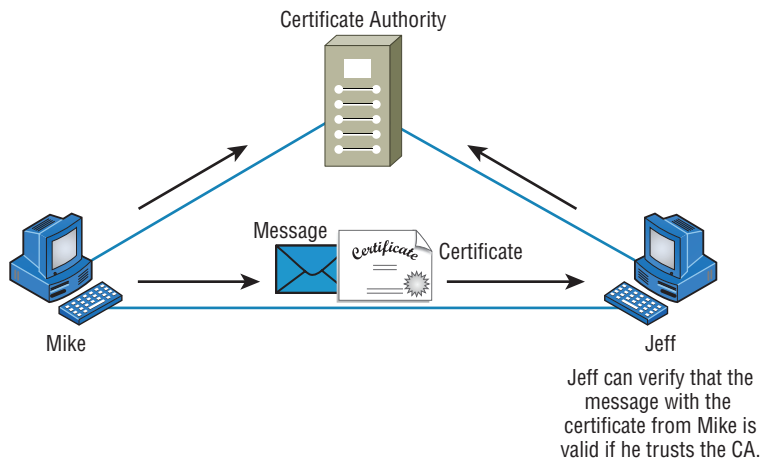 Certificate Authority
Message
Certificate
Certificate
Mike
Jeff
Jeff can verify that the
message with the
certificate from Mike is
valid if he trusts the CA.